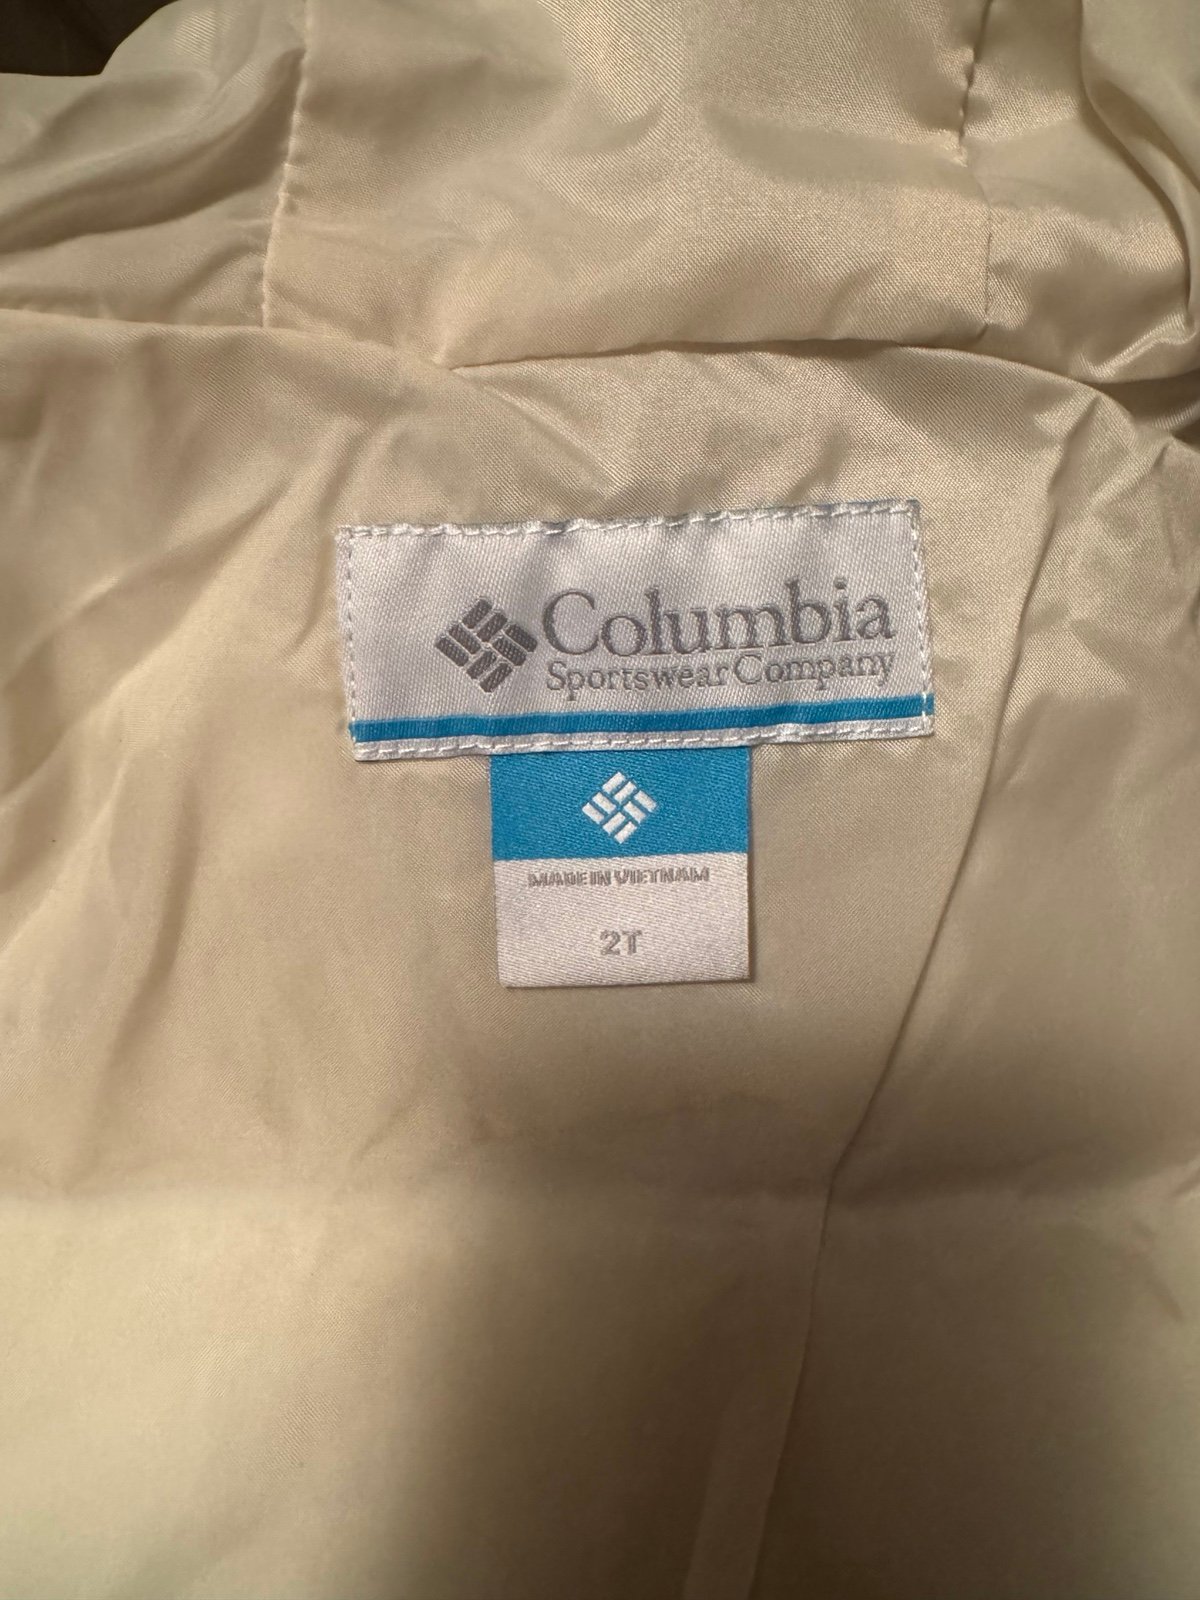 Columbia
Sportswear Company
MADE IN VIETNAM
2T